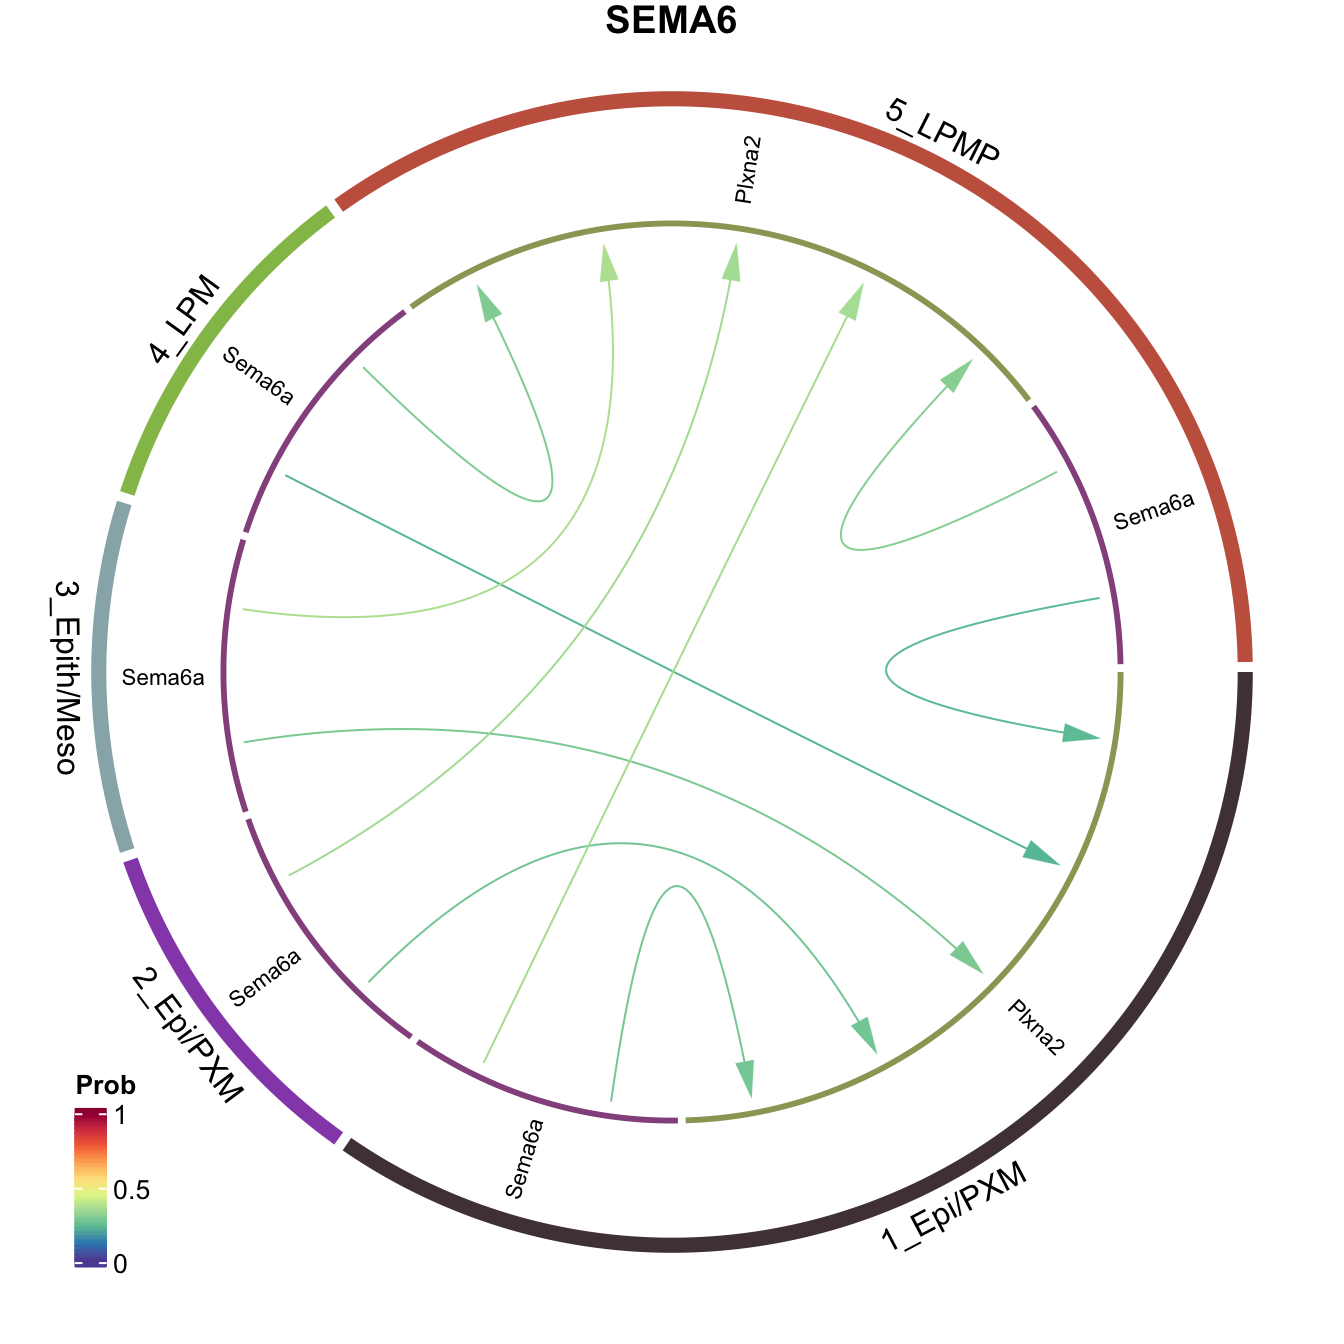 SEMA6
5_LPMP
Plxna2
4_LPM
Sema6a
Sema6a
3_Epith/Meso
Sema6a
2_Epi/PXM
Sema6a
Plxna2
1_Epi/PXM
Sema6a
Prob
1
0.5
0